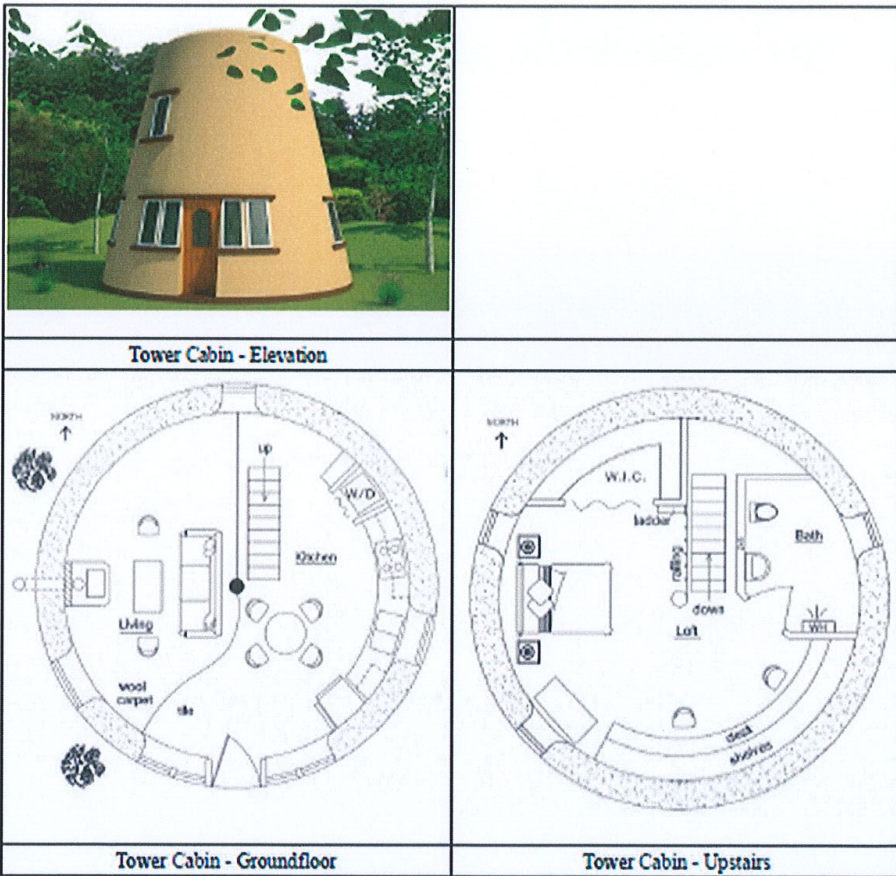 Tower Cabin - Elevation
NORTH
up
W/D
Kitchen
Living
wool
carpet
tile
Tower Cabin - Groundfloor
NORTH
W.I.C.
ladder
Bath
railing
down
Loft
WH
desk
shelves
Tower Cabin - Upstairs